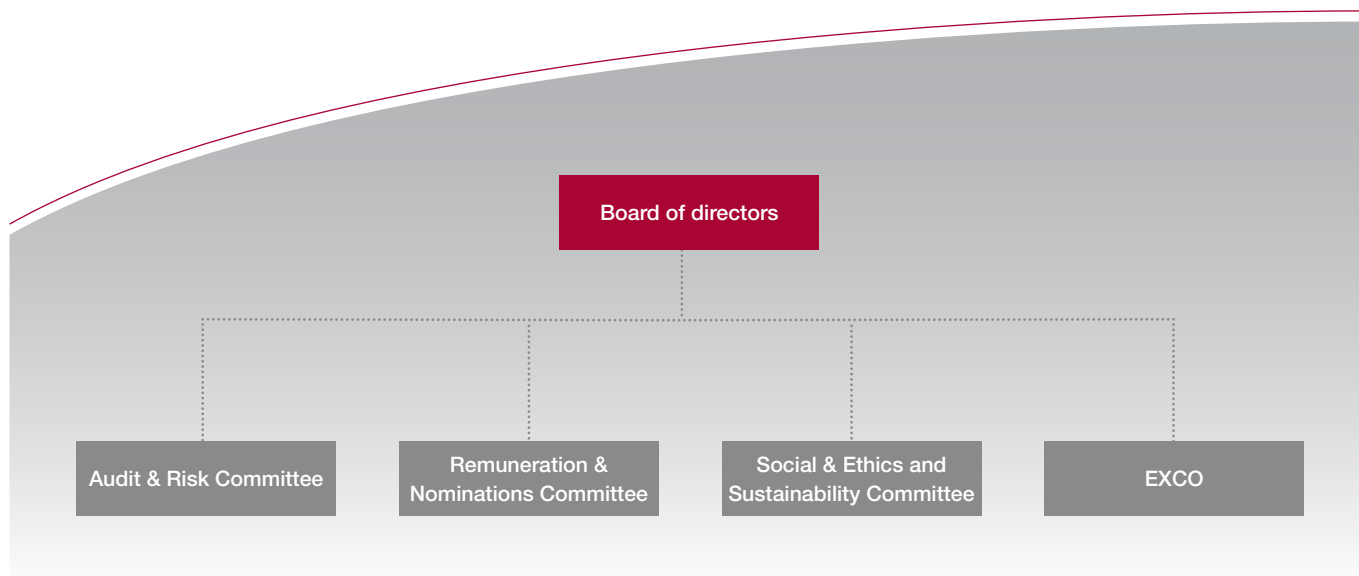 Board of directors
Audit & Risk Committee
Remuneration &
Nominations Committee
Social & Ethics and
Sustainability Committee
EXCO